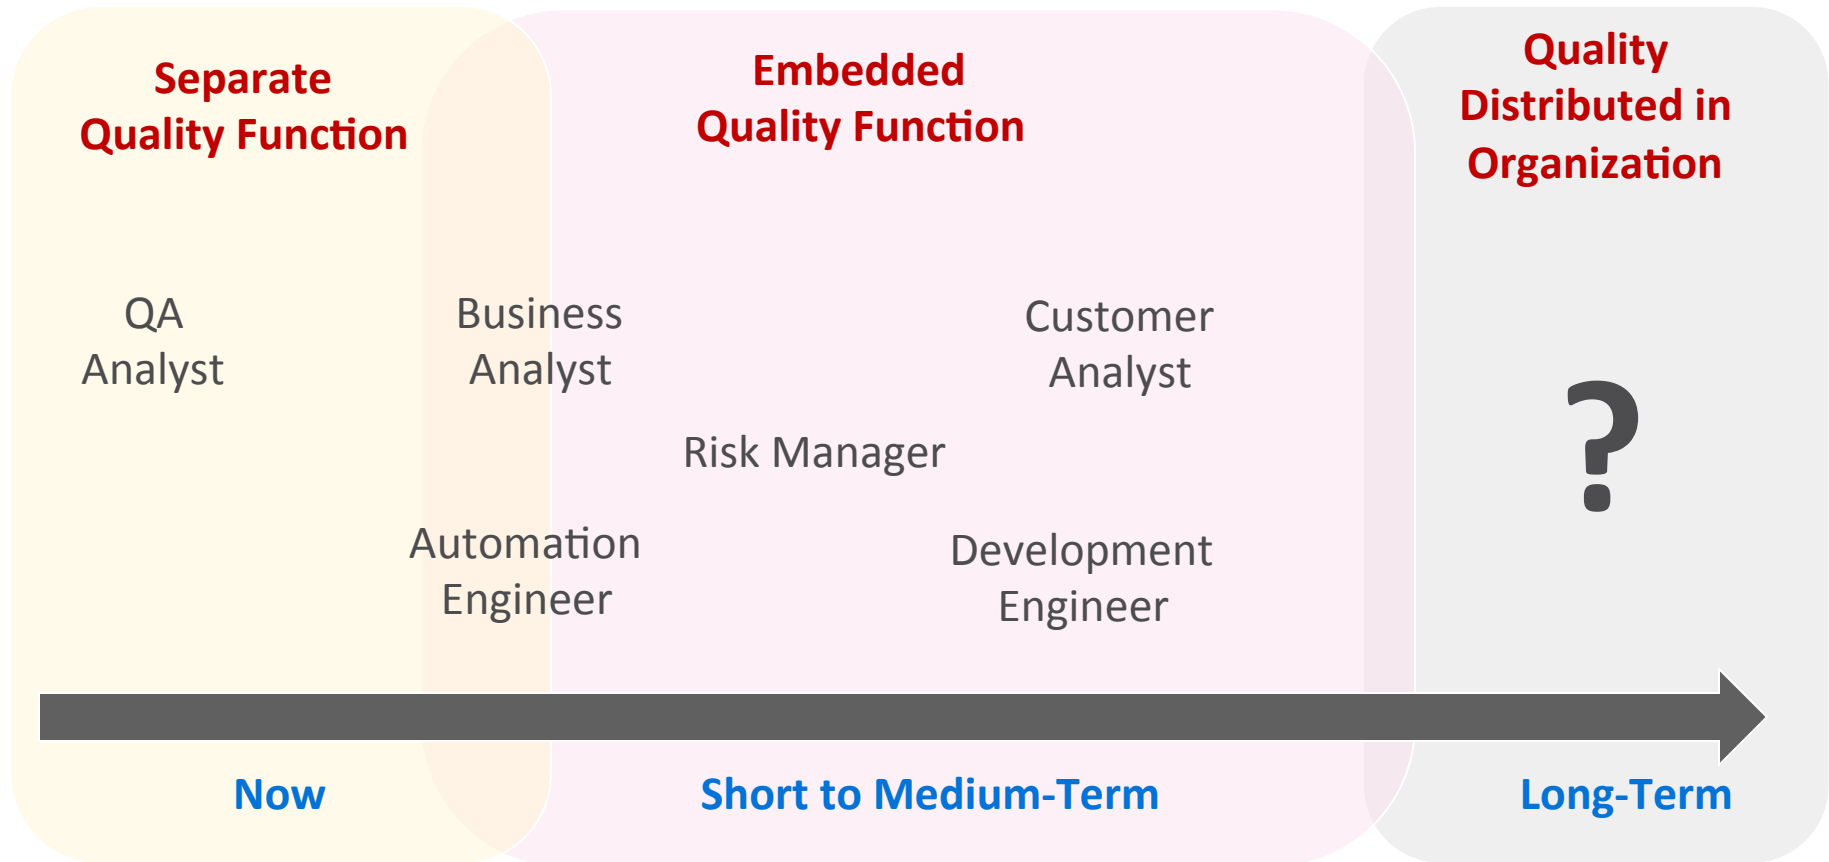 Separate
Quality Function
Embedded
Quality Function
Quality
Distributed in
Organization
QA
Analyst
Business
Analyst
Customer
Analyst
Risk Manager
Automation
Engineer
Development
Engineer
?
Now
Short to Medium-Term
Long-Term